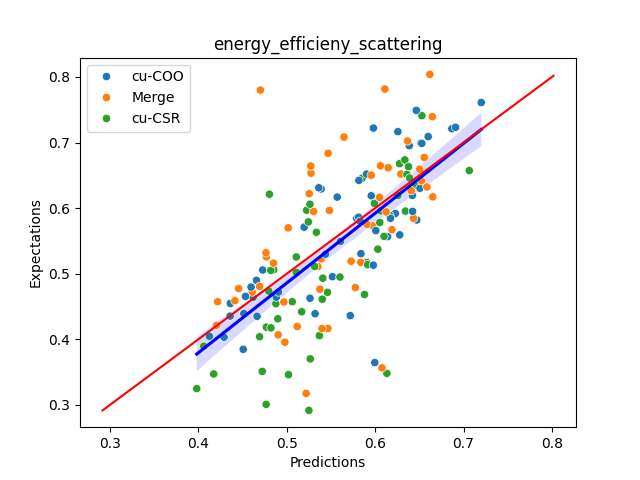 energy_efficieny_scattering
cu-COO
Merge
cu-CSR
Expectations
0.8
0.7
0.6
0.5
0.4
0.3
0.3 0.4 0.5 0.6 0.7 0.8
Predictions